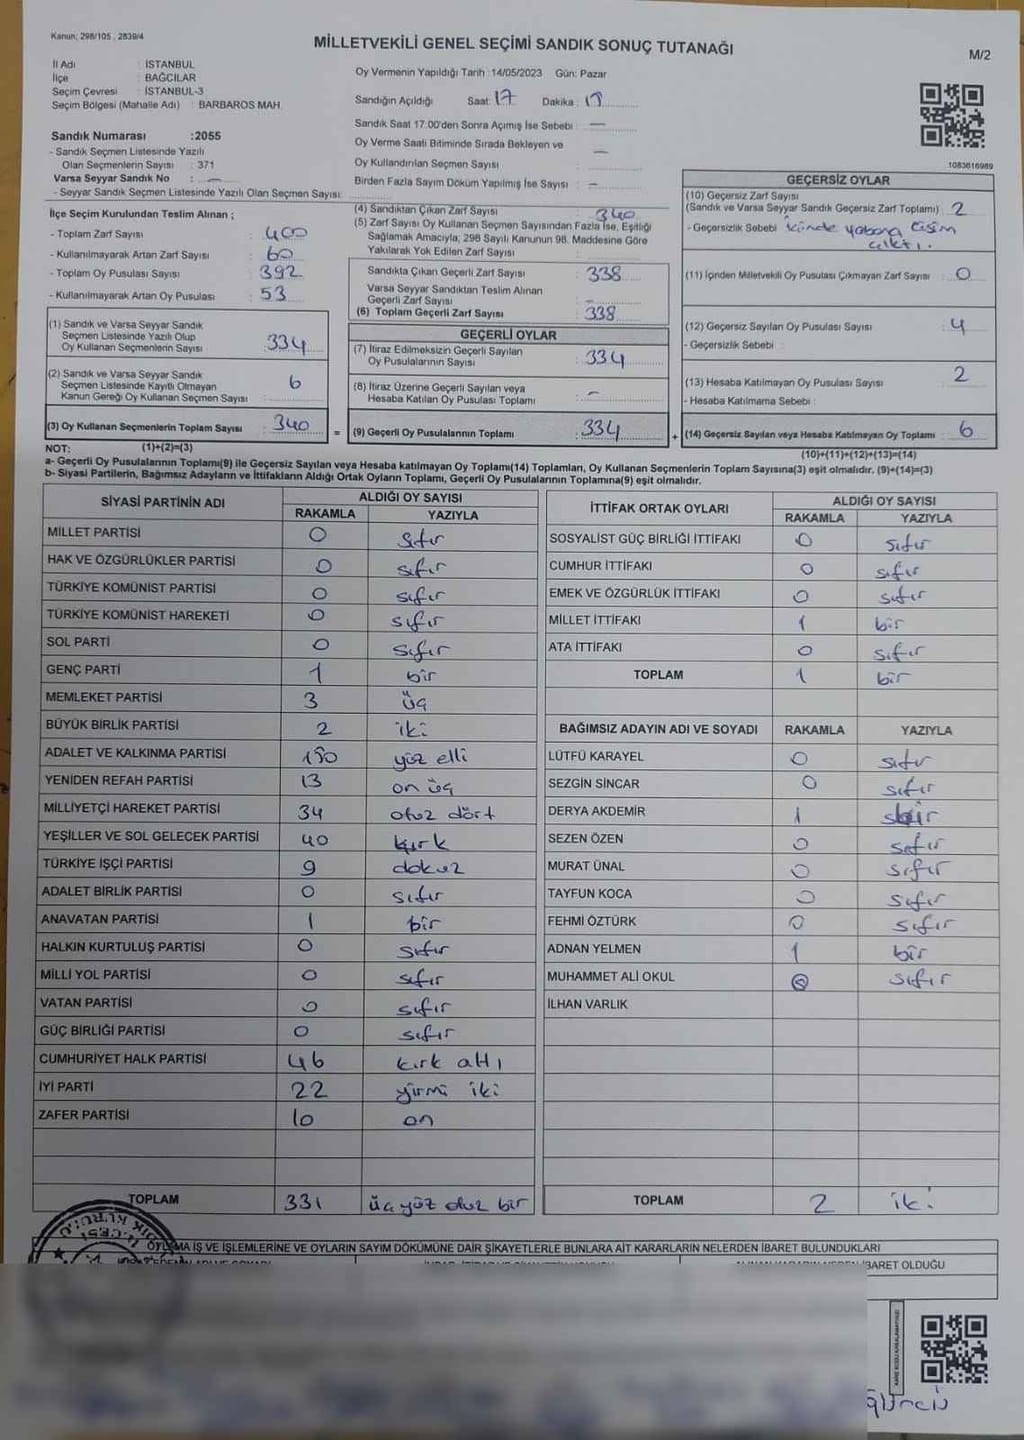 Kanun: 298/105 , 2839/4
MİLLETVEKİLİ GENEL SEÇİMİ SANDIK SONUÇ TUTANAĞI
M/2
İl Adı : İSTANBUL
İlçe : BAĞCILAR
Seçim Çevresi : İSTANBUL-3
Seçim Bölgesi (Mahalle Adı) : BARBAROS MAH
Oy Vermenin Yapıldığı Tarih :14/05/2023 Gün: Pazar
Sandığın Açıldığı Saat: 17 Dakika :
Sandık Saat 17:00'den Sonra Açımış İse Sebebi : —
Oy Verme Saati Bitiminde Sırada Bekleyen ve
Oy Kullandırılan Seçmen Sayısı : —
Birden Fazla Sayım Döküm Yapılmış İse Sayısı : —
Sandık Numarası :2055
- Sandık Seçmen Listesinde Yazılı
Olan Seçmenlerin Sayısı : 371
Varsa Seyyar Sandık No : —
- Seyyar Sandık Seçmen Listesinde Yazılı Olan Seçmen Sayısı:
1083616989
İlçe Seçim Kurulundan Teslim Alınan ;
- Toplam Zarf Sayısı : 400
- Kullanılmayarak Artan Zarf Sayısı : 60
- Toplam Oy Pusulası Sayısı : 392
- Kullanılmayarak Artan Oy Pusulası : 53
(1) Sandık ve Varsa Seyyar Sandık
Seçmen Listesinde Yazılı Olup
Oy Kullanan Seçmenlerin Sayısı : 334
(2) Sandık ve Varsa Seyyar Sandık
Seçmen Listesinde Kayıtlı Olmayan
Kanun Gereği Oy Kullanan Seçmen Sayısı : 6
(3) Oy Kullanan Seçmenlerin Toplam Sayısı : 340
(4) Sandıktan Çıkan Zarf Sayısı : 340
(5) Zarf Sayısı Oy Kullanan Seçmen Sayısından Fazla İse, Eşitliği
Sağlamak Amacıyla; 298 Sayılı Kanunun 98. Maddesine Göre
Yakılarak Yok Edilen Zarf Sayısı :
Sandıkta Çıkan Geçerli Zarf Sayısı : 338
Varsa Seyyar Sandıktan Teslim Alınan
Geçerli Zarf Sayısı : —
(6) Toplam Geçerli Zarf Sayısı : 338
GEÇERLİ OYLAR
(7) İtiraz Edilmeksizin Geçerli Sayılan
Oy Pusulalarının Sayısı : 334
(8) İtiraz Üzerine Geçerli Sayılan veya
Hesaba Katılan Oy Pusulaları Toplamı : —
= (9) Geçerli Oy Pusulalarının Toplamı : 334
GEÇERSİZ OYLAR
(10) Geçersiz Zarf Sayısı
(Sandık ve Varsa Seyyar Sandık Geçersiz Zarf Toplamı) : 2
- Geçersizlik Sebebi : içinde yabancı cisim
çıktı.
(11) İçinden Milletvekili Oy Pusulası Çıkmayan Zarf Sayısı : 0
(12) Geçersiz Sayılan Oy Pusulası Sayısı : 4
- Geçersizlik Sebebi :
(13) Hesaba Katılmayan Oy Pusulası Sayısı : 2
- Hesaba Katılmama Sebebi :
+ (14) Geçersiz Sayılan veya Hesaba Katılmayan Oy Toplamı : 6
NOT: (1)+(2)=(3) (10)+(11)+(12)+(13)=(14)
a- Geçerli Oy Pusulalarının Toplamı(9) ile Geçersiz Sayılan veya Hesaba katılmayan Oy Toplamı(14) Toplamları, Oy Kullanan Seçmenlerin Toplam Sayısına(3) eşit olmalıdır. (9)+(14)=(3)
b- Siyasi Partilerin, Bağımsız Adayların ve İttifakların Aldığı Ortak Oyların Toplamı, Geçerli Oy Pusulalarının Toplamına(9) eşit olmalıdır.
SİYASİ PARTİNİN ADI ALDIĞI OY SAYISI
RAKAMLA YAZIYLA
MİLLET PARTİSİ 0 sıfır
HAK VE ÖZGÜRLÜKLER PARTİSİ 0 sıfır
TÜRKİYE KOMÜNİST PARTİSİ 0 sıfır
TÜRKİYE KOMÜNİST HAREKETİ 0 sıfır
SOL PARTİ 0 sıfır
GENÇ PARTİ 1 bir
MEMLEKET PARTİSİ 3 üç
BÜYÜK BİRLİK PARTİSİ 2 iki
ADALET VE KALKINMA PARTİSİ 150 yüz elli
YENİDEN REFAH PARTİSİ 13 on üç
MİLLİYETÇİ HAREKET PARTİSİ 34 otuz dört
YEŞİLLER VE SOL GELECEK PARTİSİ 40 kırk
TÜRKİYE İŞÇİ PARTİSİ 9 dokuz
ADALET BİRLİK PARTİSİ 0 sıfır
ANAVATAN PARTİSİ 1 bir
HALKIN KURTULUŞ PARTİSİ 0 sıfır
MİLLİ YOL PARTİSİ 0 sıfır
VATAN PARTİSİ 0 sıfır
GÜÇ BİRLİĞİ PARTİSİ 0 sıfır
CUMHURİYET HALK PARTİSİ 46 kırk altı
İYİ PARTİ 22 yirmi iki
ZAFER PARTİSİ 10 on
TOPLAM 331 üç yüz otuz bir
İTTİFAK ORTAK OYLARI ALDIĞI OY SAYISI
RAKAMLA YAZIYLA
SOSYALİST GÜÇ BİRLİĞİ İTTİFAKI 0 sıfır
CUMHUR İTTİFAKI 0 sıfır
EMEK VE ÖZGÜRLÜK İTTİFAKI 0 sıfır
MİLLET İTTİFAKI 1 bir
ATA İTTİFAKI 0 sıfır
TOPLAM 1 bir
BAĞIMSIZ ADAYIN ADI VE SOYADI RAKAMLA YAZIYLA
LÜTFÜ KARAYEL 0 sıfır
SEZGİN SİNCAR 0 sıfır
DERYA AKDEMİR 1 bir
SEZEN ÖZEN 0 sıfır
MURAT ÜNAL 0 sıfır
TAYFUN KOCA 0 sıfır
FEHMİ ÖZTÜRK 0 sıfır
ADNAN YELMEN 1 bir
MUHAMMET ALİ OKUL 0 sıfır
İLHAN VARLIK
TOPLAM 2 iki
OYLAMA İŞ VE İŞLEMLERİNE VE OYLARIN SAYIM DÖKÜMÜNE DAİR ŞİKAYETLERLE BUNLARA AİT KARARLARIN NELERDEN İBARET BULUNDUKLARI
İBARET OLDUĞU